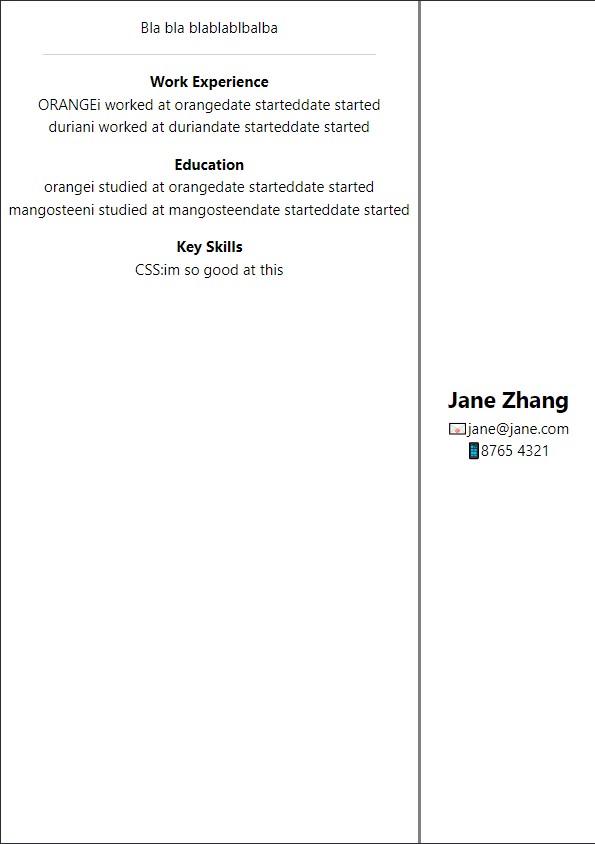 Bla bla blablablbalba
Work Experience
ORANGEi worked at orangedate starteddate started
duriani worked at duriandate starteddate started
Education
orangei studied at orangedate starteddate started
mangosteeni studied at mangosteendate starteddate started
Key Skills
CSS:im so good at this
Jane Zhang
jane@jane.com
8765 4321